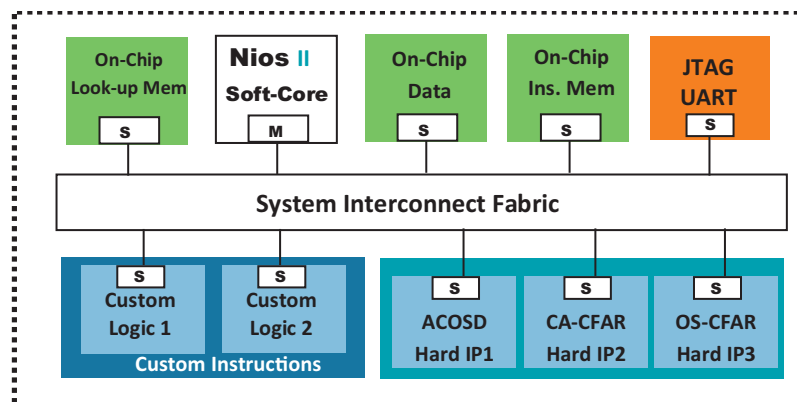 On-Chip
Look-up Mem
S
Nios II
Soft-Core
M
On-Chip
Data
S
On-Chip
Ins. Mem
S
JTAG
UART
S
System Interconnect Fabric
S
Custom
Logic 1
S
Custom
Logic 2
Custom Instructions
S
ACOSD
Hard IP1
S
CA-CFAR
Hard IP2
S
OS-CFAR
Hard IP3